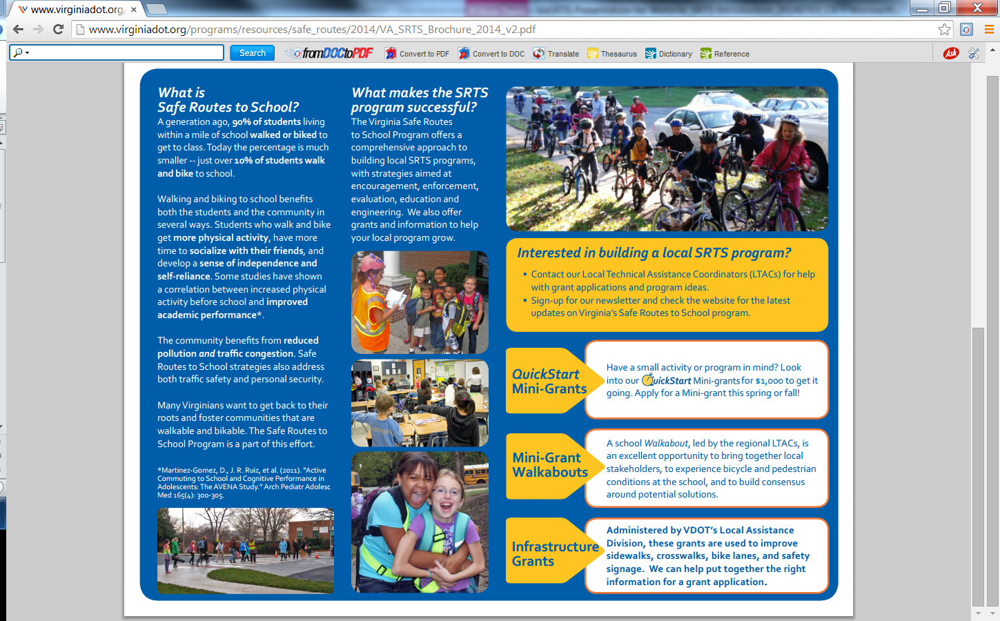 www.virginiadot.org/
www.virginiadot.org/programs/resources/safe_routes/2014/VA_SRTS_Brochure_2014_v2.pdf
Search
fromDOCtoPDF
Convert to PDF
Convert to DOC
Translate
Thesaurus
Dictionary
Reference
Ask
What is
Safe Routes to School?
A generation ago, 90% of students living
within a mile of school walked or biked to
get to class. Today the percentage is much
smaller -- just over 10% of students walk
and bike to school.
Walking and biking to school benefits
both the students and the community in
several ways. Students who walk and bike
get more physical activity, have more
time to socialize with their friends, and
develop a sense of independence and
self-reliance. Some studies have shown
a correlation between increased physical
activity before school and improved
academic performance*.
The community benefits from reduced
pollution and traffic congestion. Safe
Routes to School strategies also address
both traffic safety and personal security.
Many Virginians want to get back to their
roots and foster communities that are
walkable and bikable. The Safe Routes to
School Program is a part of this effort.
*Martinez-Gomez, D., J. R. Ruiz, et al. (2011). “Active
Commuting to School and Cognitive Performance in
Adolescents: The AVENA Study.” Arch Pediatr Adolesc
Med 165(4): 300-305.
What makes the SRTS
program successful?
The Virginia Safe Routes
to School Program offers a
comprehensive approach to
building local SRTS programs,
with strategies aimed at
encouragement, enforcement,
evaluation, education and
engineering. We also offer
grants and information to help
your local program grow.
Interested in building a local SRTS program?
• Contact our Local Technical Assistance Coordinators (LTACs) for help
with grant applications and program ideas.
• Sign-up for our newsletter and check the website for the latest
updates on Virginia’s Safe Routes to School program.
QuickStart
Mini-Grants
Have a small activity or program in mind? Look
into our QuickStart Mini-grants for $1,000 to get it
going. Apply for a Mini-grant this spring or fall!
Mini-Grant
Walkabouts
A school Walkabout, led by the regional LTACs, is
an excellent opportunity to bring together local
stakeholders, to experience bicycle and pedestrian
conditions at the school, and to build consensus
around potential solutions.
Infrastructure
Grants
Administered by VDOT’s Local Assistance
Division, these grants are used to improve
sidewalks, crosswalks, bike lanes, and safety
signage. We can help put together the right
information for a grant application.